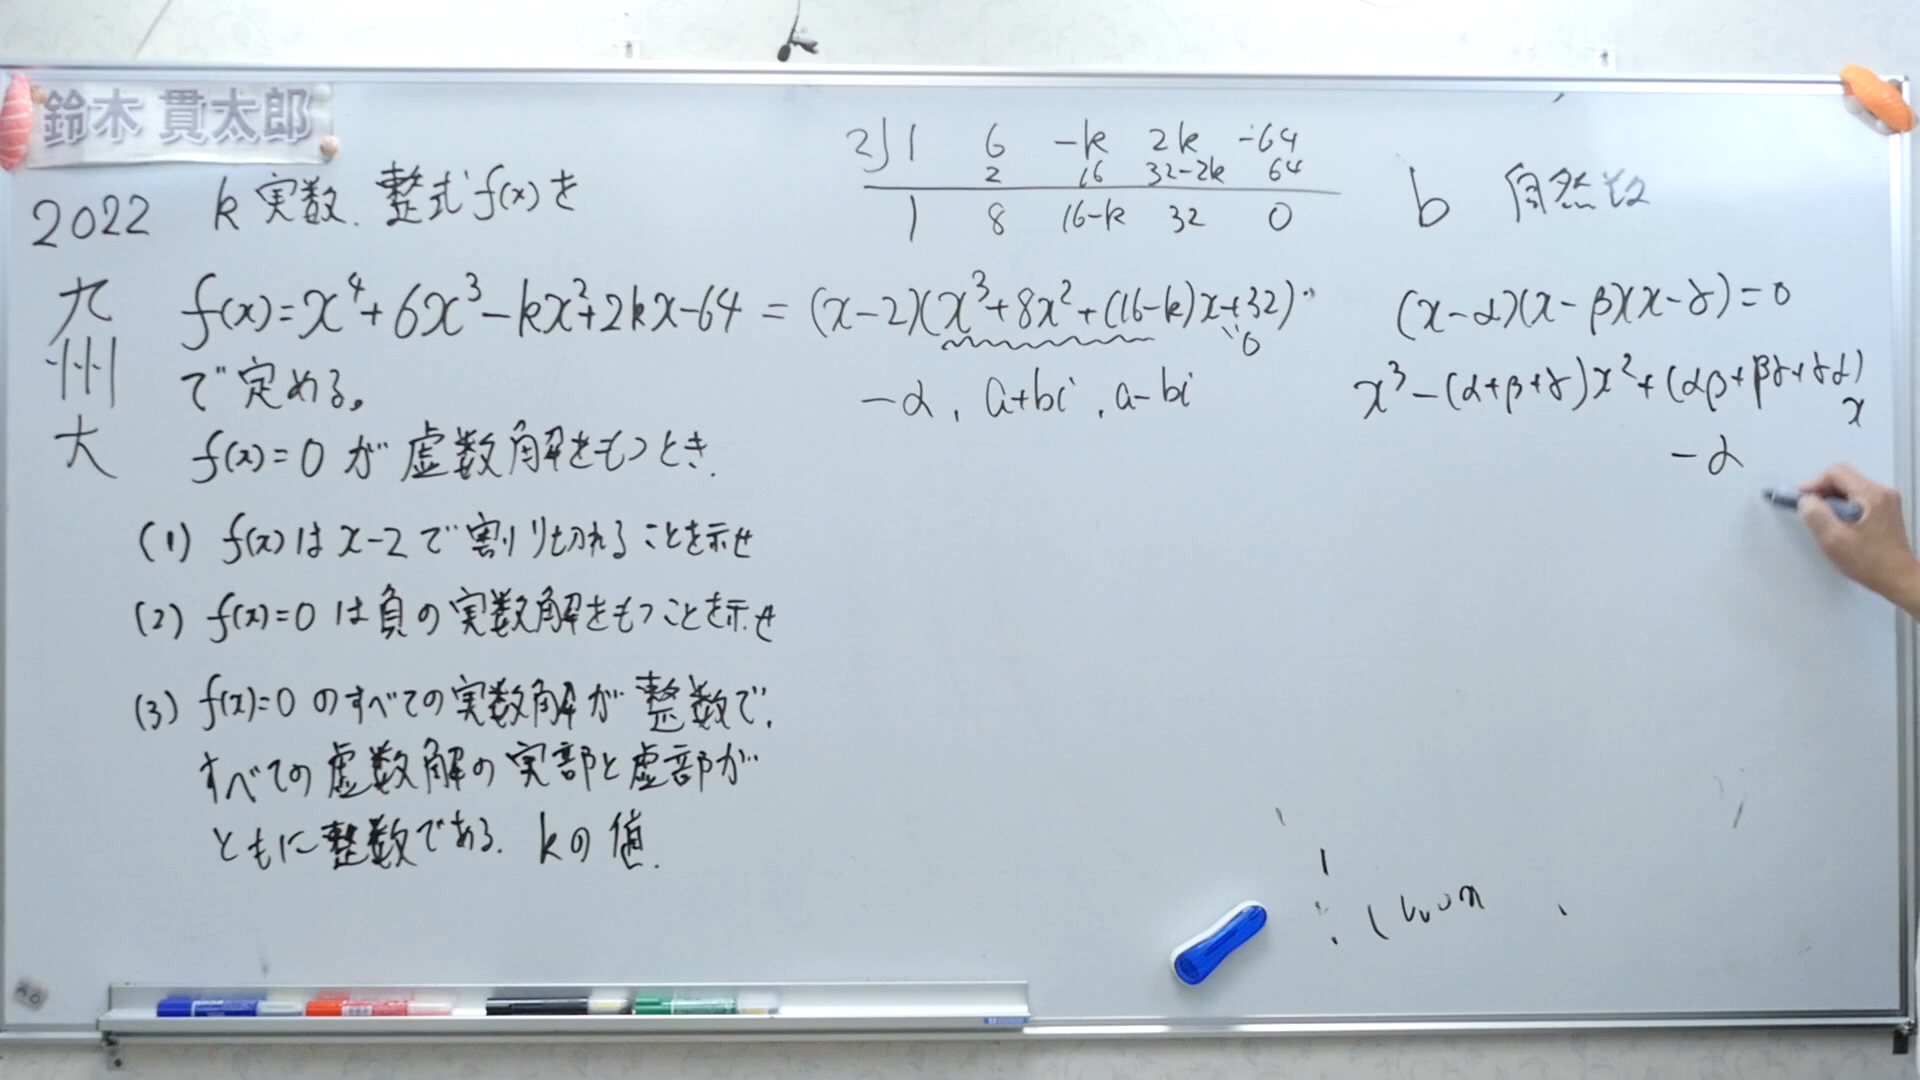 鈴木 貫太郎
2022 九州大
k 実数. 整式 f(x)を
f(x)=x⁴+6x³-kx²+2kx-64 = (x-2)(x³+8x²+(16-k)x+32)
で定める。
f(x)=0 が 虚数解をもつとき.
(1) f(x)は x-2 で割り切れることを示せ
(2) f(x)=0 は負の実数解をもつことを示せ
(3) f(x)=0 のすべての実数解が整数で,
すべての虚数解の実部と虚部が
ともに整数である. kの値.
2) 1 6 -k 2k -64
2 16 32-2k 64
1 8 16-k 32 0
0
-α, a+bi, a-bi
b 自然数
(x-α)(x-β)(x-γ)=0
x³-(α+β+γ)x²+(αβ+βγ+γα)x
-α